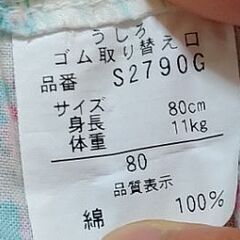 うしろ
ゴム取り替え口
品番 S2790G
サイズ
身長 80cm
体重 11kg
80
品質表示
綿 100%